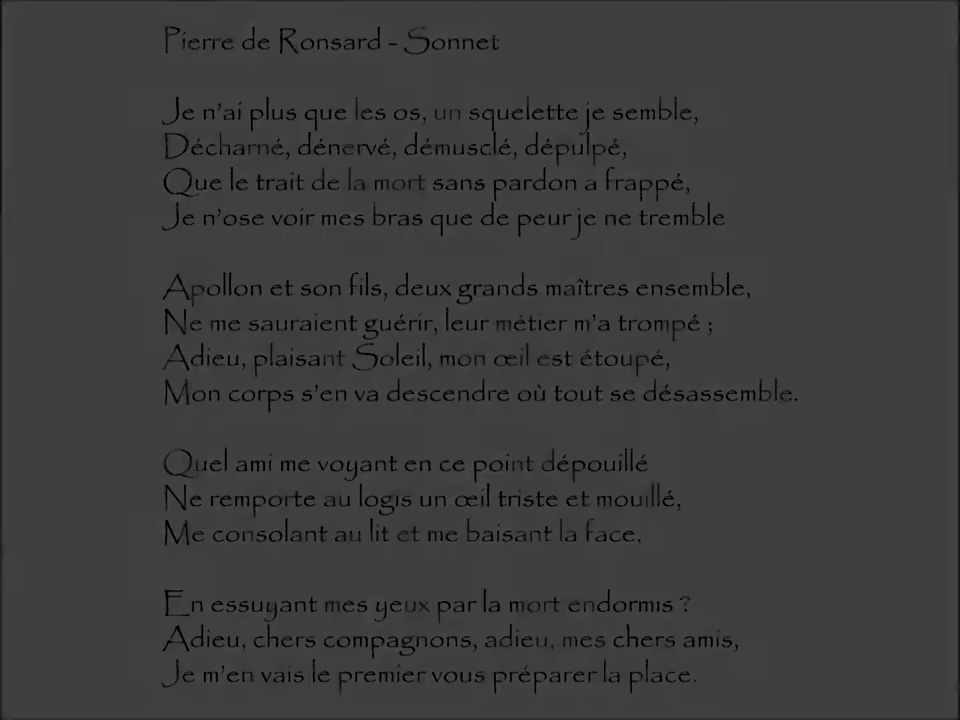 Pierre de Ronsard - Sonnet
Je n'ai plus que les os, un squelette je semble,
Décharné, dénervé, démusclé, dépulpé,
Que le trait de la mort sans pardon a frappé,
Je n'ose voir mes bras que de peur je ne tremble
Apollon et son fils, deux grands maîtres ensemble,
Ne me sauraient guérir, leur métier m'a trompé ;
Adieu, plaisant Soleil, mon œil est étoupé,
Mon corps s'en va descendre où tout se désassemble.
Quel ami me voyant en ce point dépouillé
Ne remporte au logis un œil triste et mouillé,
Me consolant au lit et me baisant la face,
En essuyant mes yeux par la mort endormis ?
Adieu, chers compagnons, adieu, mes chers amis,
Je m'en vais le premier vous préparer la place.